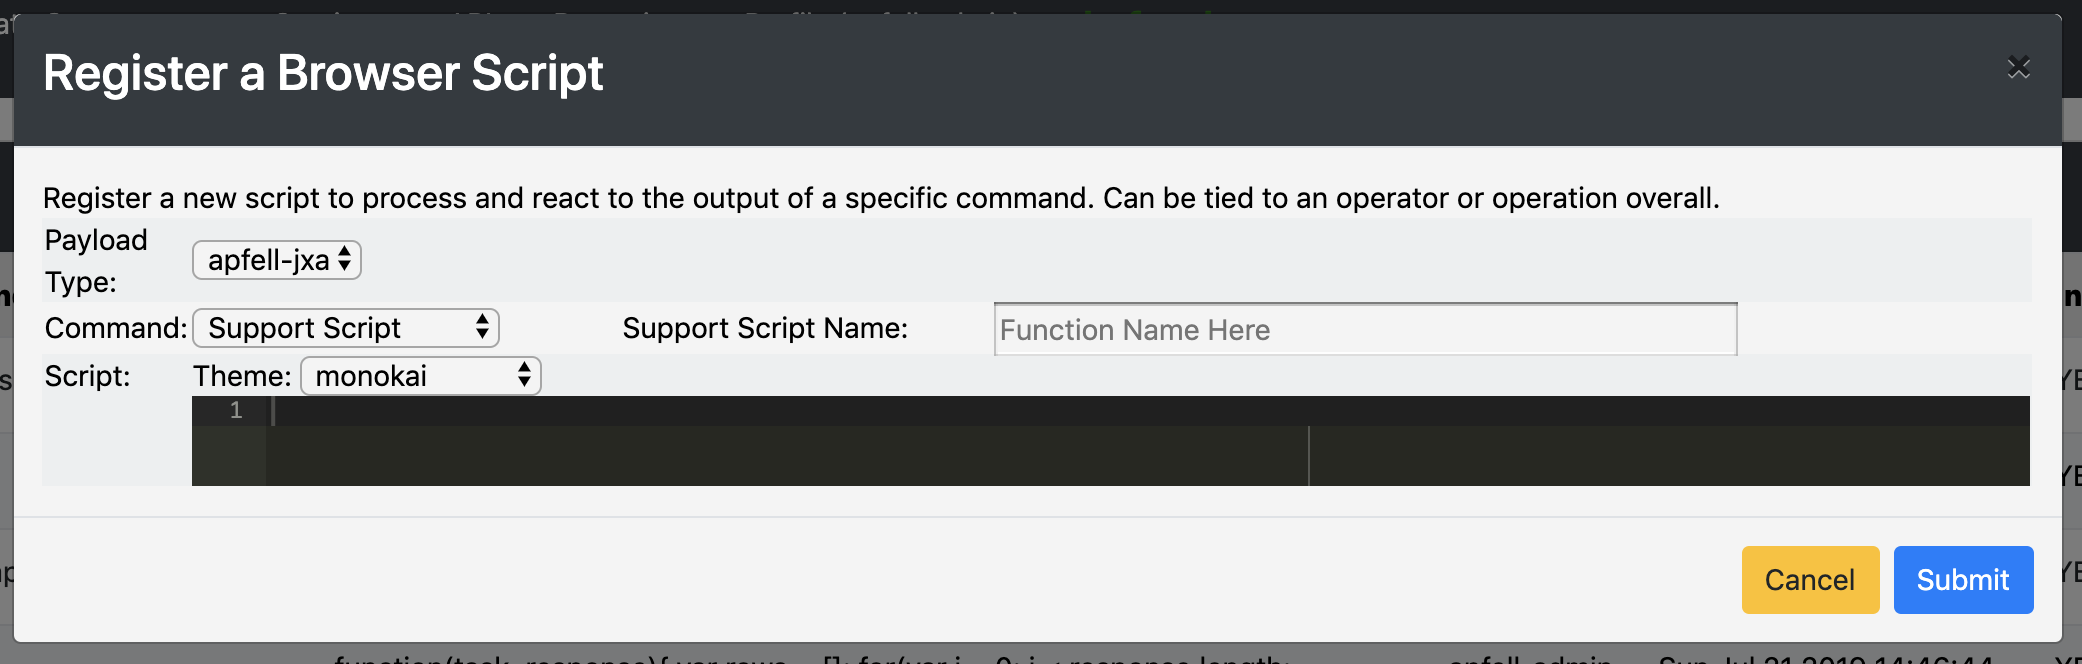 Register a Browser Script
×
Register a new script to process and react to the output of a specific command. Can be tied to an operator or operation overall.
Payload
Type:
apfell-jxa
Command: Support Script Support Script Name: Function Name Here
Script: Theme: monokai
1
Cancel Submit